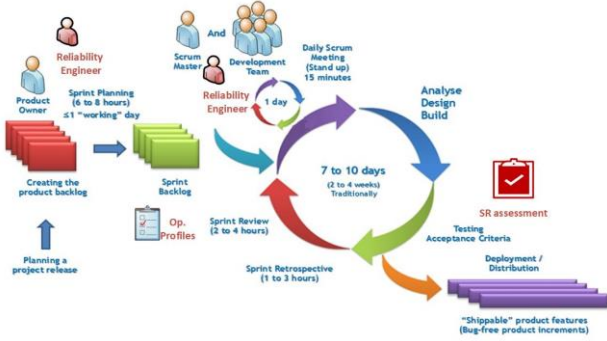 Reliability
Engineer
Product
Owner
Sprint Planning
(6 to 8 hours)
≤1 "working" day
Creating the
product backlog
Planning a
project release
Sprint
Backlog
Op.
Profiles
And
Scrum
Master
Development
Team
Reliability
Engineer
1 day
Daily Scrum
Meeting
(Stand up)
15 minutes
Analyse
Design
Build
7 to 10 days
(2 to 4 weeks)
Traditionally
Sprint Review
(2 to 4 hours)
Sprint Retrospective
(1 to 3 hours)
SR assessment
Testing
Acceptance Criteria
Deployment /
Distribution
"Shippable" product features
(Bug-free product increments)